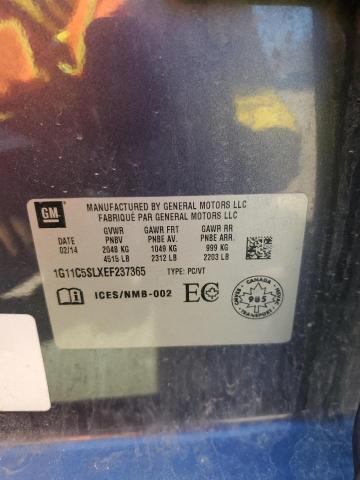 GM
MANUFACTURED BY GENERAL MOTORS LLC
FABRIQUÉ PAR GENERAL MOTORS LLC
GVWR GAWR FRT GAWR RR
DATE PNBV PNBE AV. PNBE ARR.
02/14 2048 KG 1049 KG 999 KG
4515 LB 2312 LB 2203 LB
1G11C5SLXEF237365 TYPE: PC/VT
ICES/NMB-002 EC
CANADA
985
TRANSPORT